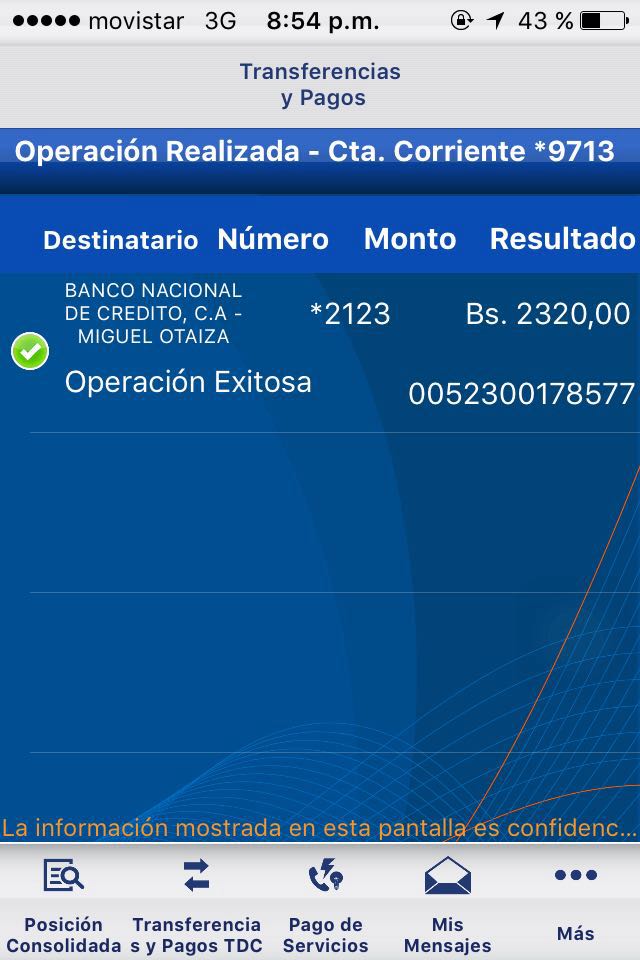 movistar 3G 8:54 p.m. 43 %
Transferencias
y Pagos
Operación Realizada - Cta. Corriente *9713
Destinatario Número Monto Resultado
BANCO NACIONAL
DE CREDITO, C.A -
MIGUEL OTAIZA
*2123 Bs. 2320,00
Operación Exitosa
0052300178577
La información mostrada en esta pantalla es confidenc...
Posición
Consolidada
Transferencia
s y Pagos TDC
Pago de
Servicios
Mis
Mensajes
Más